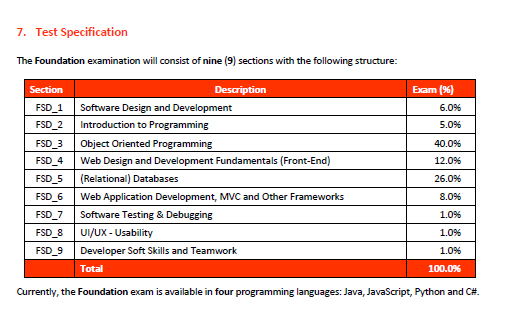 7. Test Specification
The Foundation examination will consist of nine (9) sections with the following structure:
Section Description Exam (%)
FSD_1 Software Design and Development 6.0%
FSD_2 Introduction to Programming 5.0%
FSD_3 Object Oriented Programming 40.0%
FSD_4 Web Design and Development Fundamentals (Front-End) 12.0%
FSD_5 (Relational) Databases 26.0%
FSD_6 Web Application Development, MVC and Other Frameworks 8.0%
FSD_7 Software Testing & Debugging 1.0%
FSD_8 UI/UX - Usability 1.0%
FSD_9 Developer Soft Skills and Teamwork 1.0%
Total 100.0%
Currently, the Foundation exam is available in four programming languages: Java, JavaScript, Python and C#.